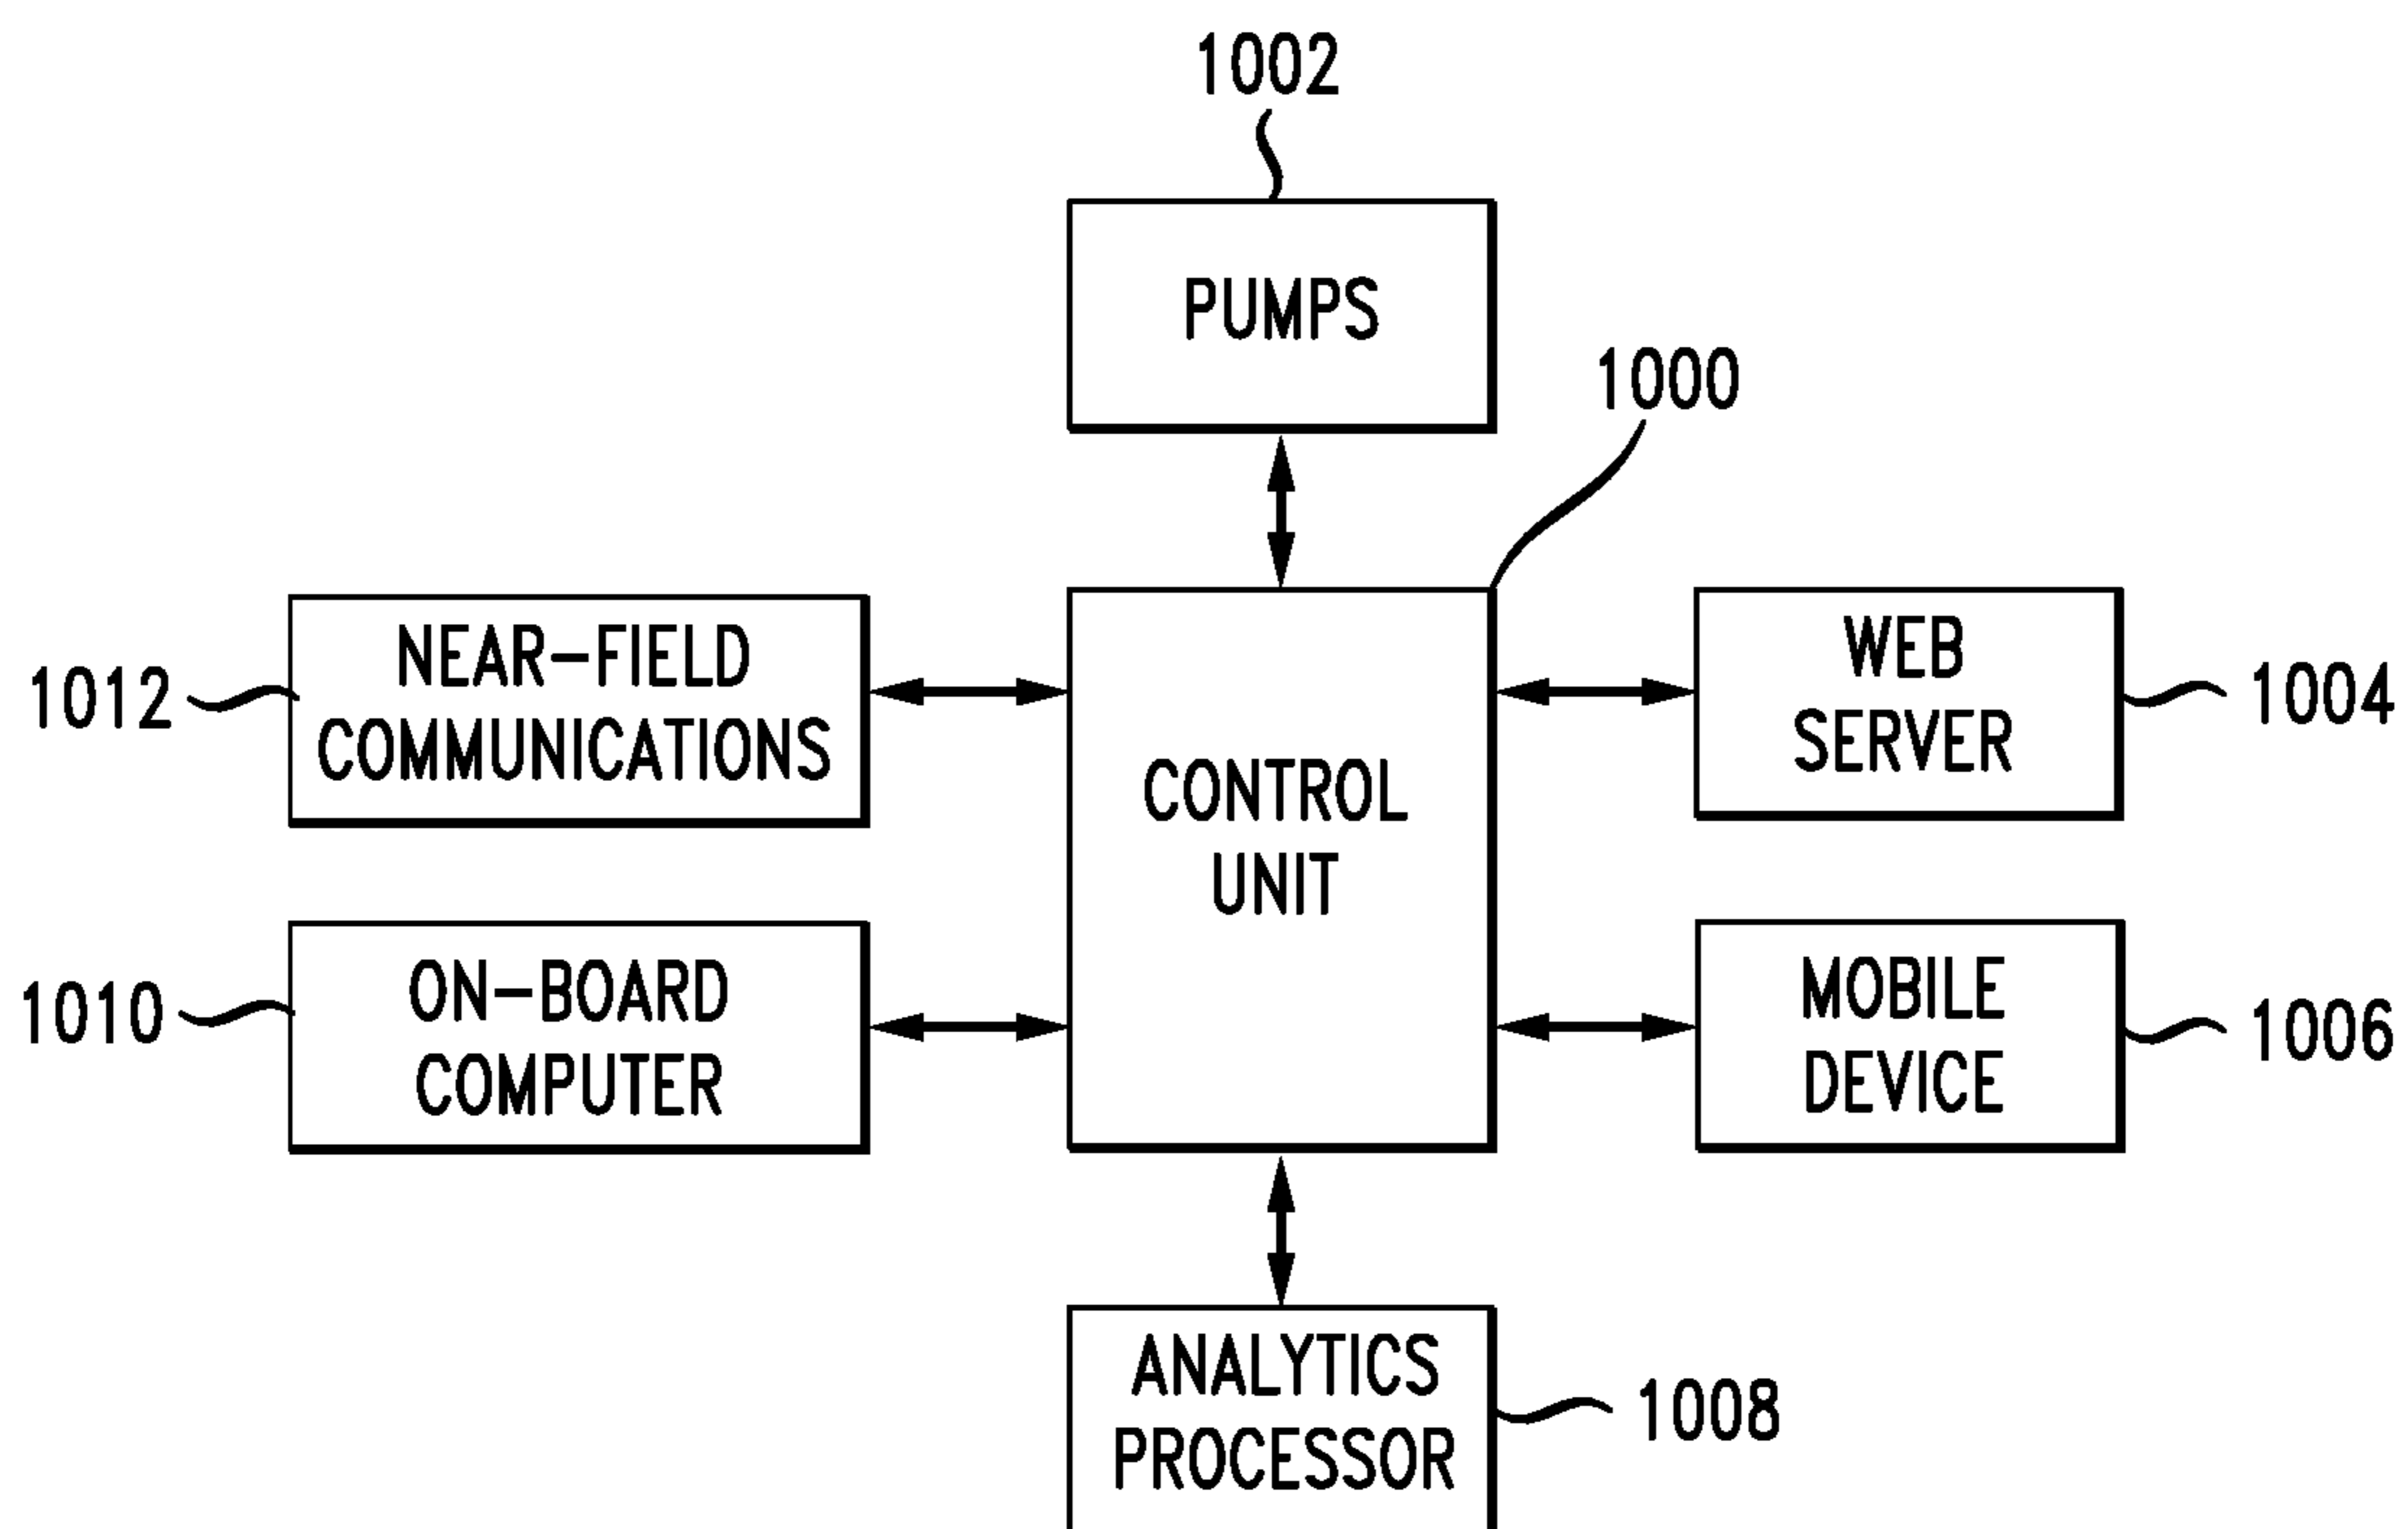 1002
PUMPS
1000
NEAR-FIELD
COMMUNICATIONS
1012
CONTROL
UNIT
WEB
SERVER
1004
ON-BOARD
COMPUTER
1010
MOBILE
DEVICE
1006
ANALYTICS
PROCESSOR
1008